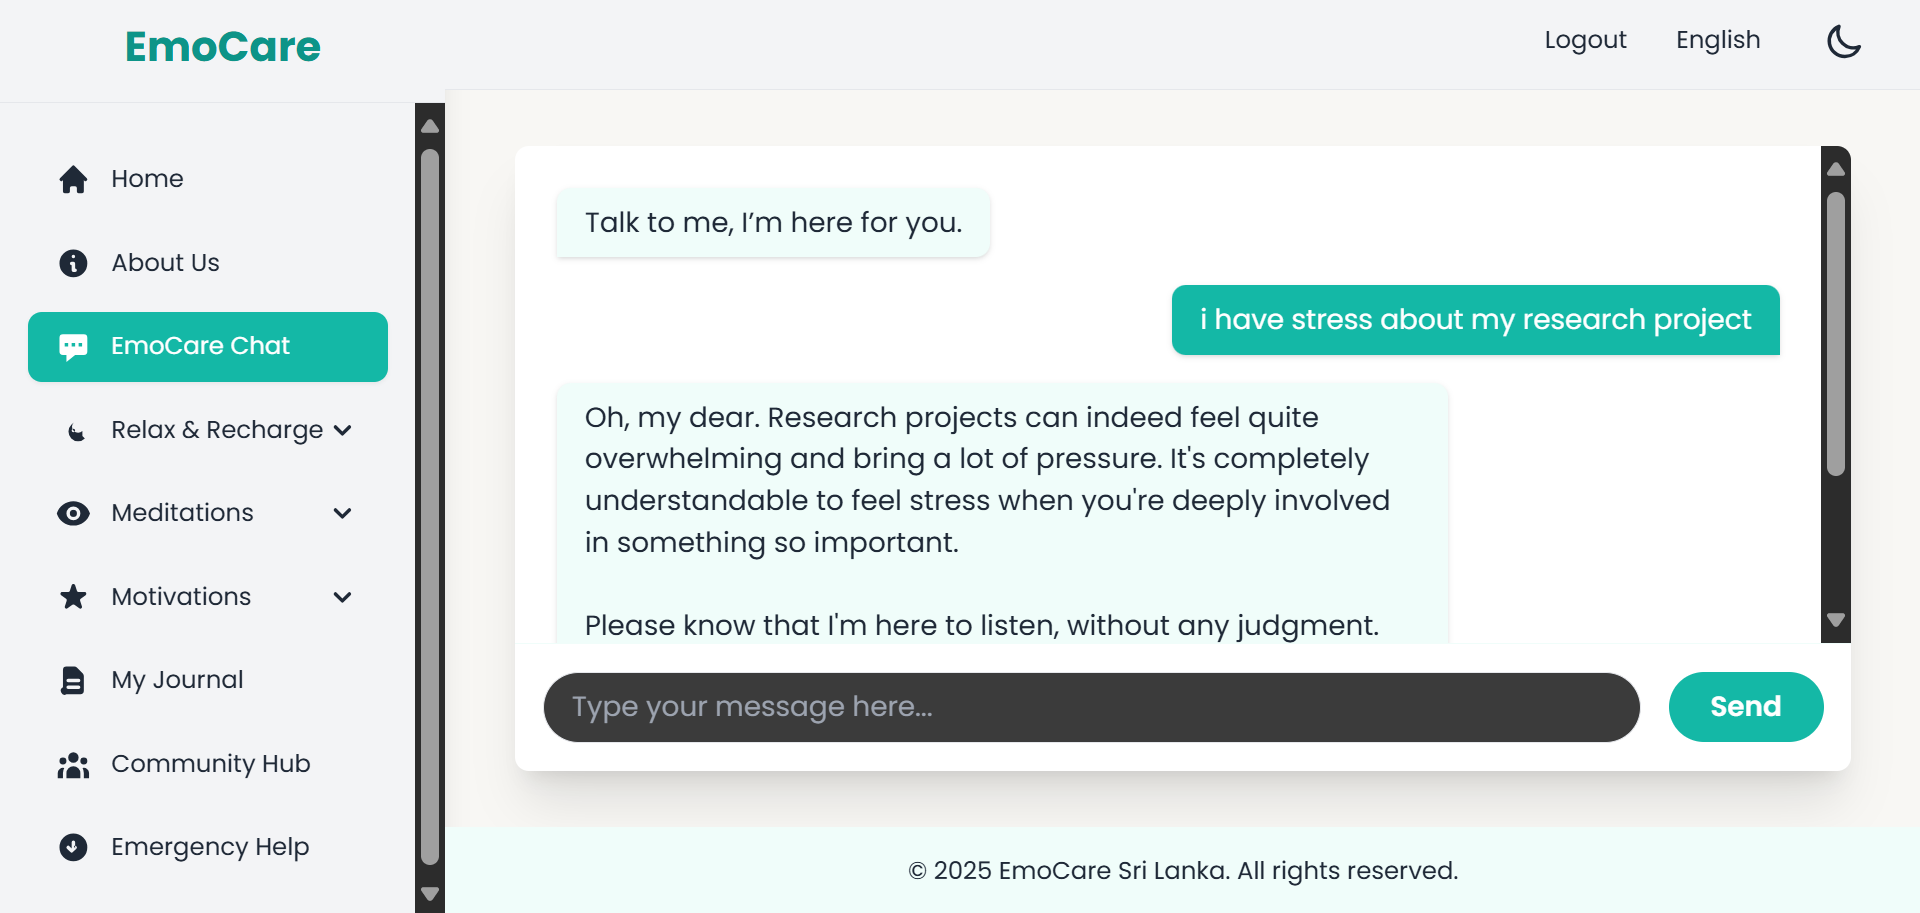 EmoCare
Logout
English
Home
About Us
EmoCare Chat
Relax & Recharge
Meditations
Motivations
My Journal
Community Hub
Emergency Help
Talk to me, I’m here for you.
i have stress about my research project
Oh, my dear. Research projects can indeed feel quite
overwhelming and bring a lot of pressure. It's completely
understandable to feel stress when you're deeply involved
in something so important.
Please know that I'm here to listen, without any judgment.
Type your message here...
Send
© 2025 EmoCare Sri Lanka. All rights reserved.